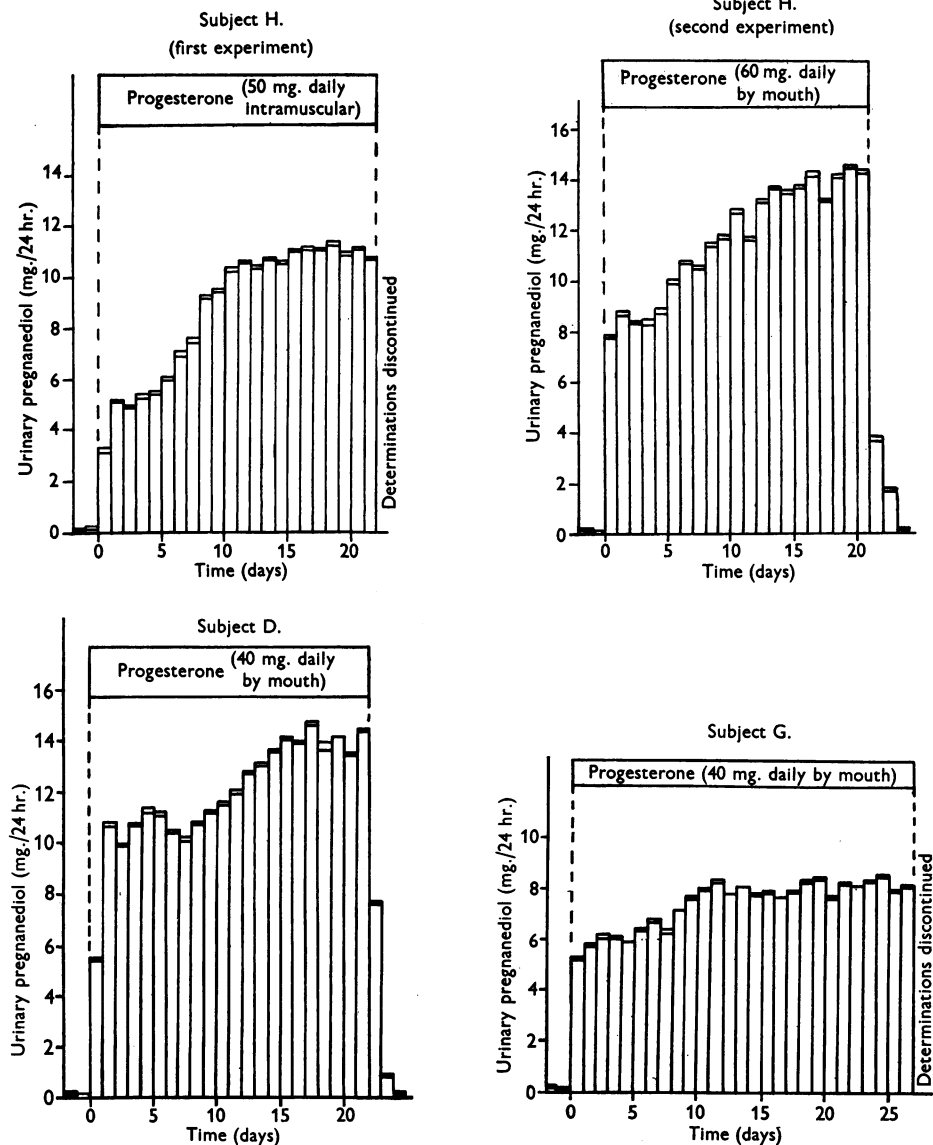 Subject H.
(first experiment)
Progesterone (50 mg. daily
intramuscular)
Urinary pregnanediol (mg./24 hr.)
14
12
10
8
6
4
2
0
Determinations discontinued
0 5 10 15 20
Time (days)
Subject H.
(second experiment)
Progesterone (60 mg. daily
by mouth)
Urinary pregnanediol (mg./24 hr.)
16
14
12
10
8
6
4
2
0
0 5 10 15 20
Time (days)
Subject D.
Progesterone (40 mg. daily
by mouth)
Urinary pregnanediol (mg./24 hr.)
16
14
12
10
8
6
4
2
0
0 5 10 15 20
Time (days)
Subject G.
Progesterone (40 mg. daily by mouth)
Urinary pregnanediol (mg./24 hr.)
10
8
6
4
2
0
Determinations discontinued
0 5 10 15 20 25
Time (days)